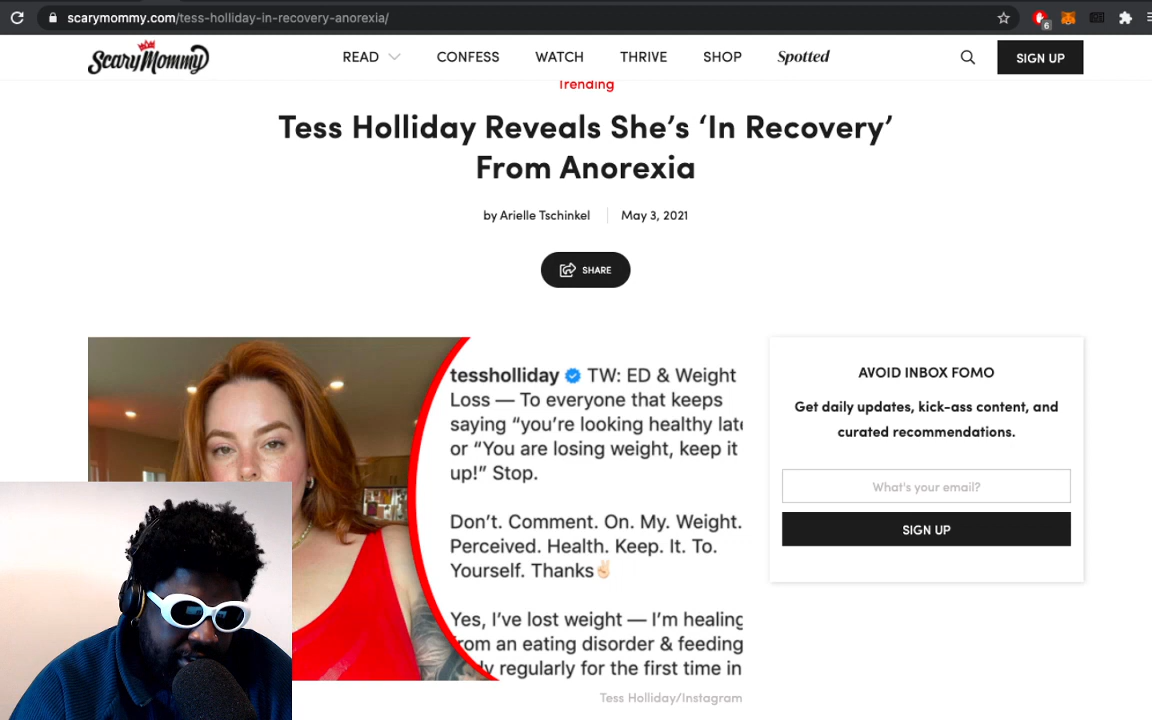 scarymommy.com/tess-holliday-in-recovery-anorexia/
6
Scary Mommy
READ CONFESS WATCH THRIVE SHOP Spotted SIGN UP
Trending
Tess Holliday Reveals She’s ‘In Recovery’
From Anorexia
by Arielle Tschinkel May 3, 2021
SHARE
tessholliday TW: ED & Weight
Loss — To everyone that keeps
saying “you’re looking healthy late
or “You are losing weight, keep it
up!” Stop.
Don’t. Comment. On. My. Weight.
Perceived. Health. Keep. It. To.
Yourself. Thanks✌🏻
Yes, I’ve lost weight — I’m healing
from an eating disorder & feeding
regularly for the first time in
Tess Holliday/Instagram
AVOID INBOX FOMO
Get daily updates, kick-ass content, and
curated recommendations.
What's your email?
SIGN UP